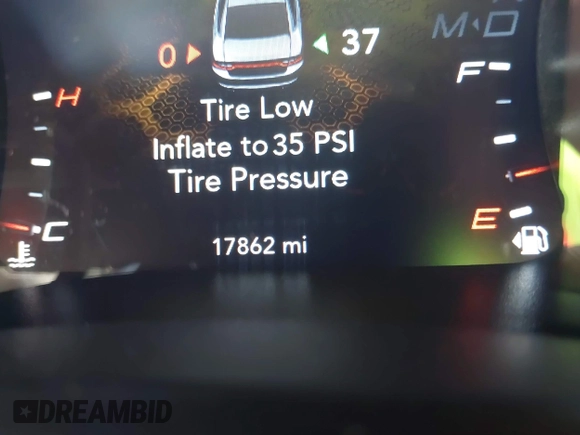 M
0 37
F
H
Tire Low
Inflate to 35 PSI
Tire Pressure
E
C
17862 mi
DREAMBID